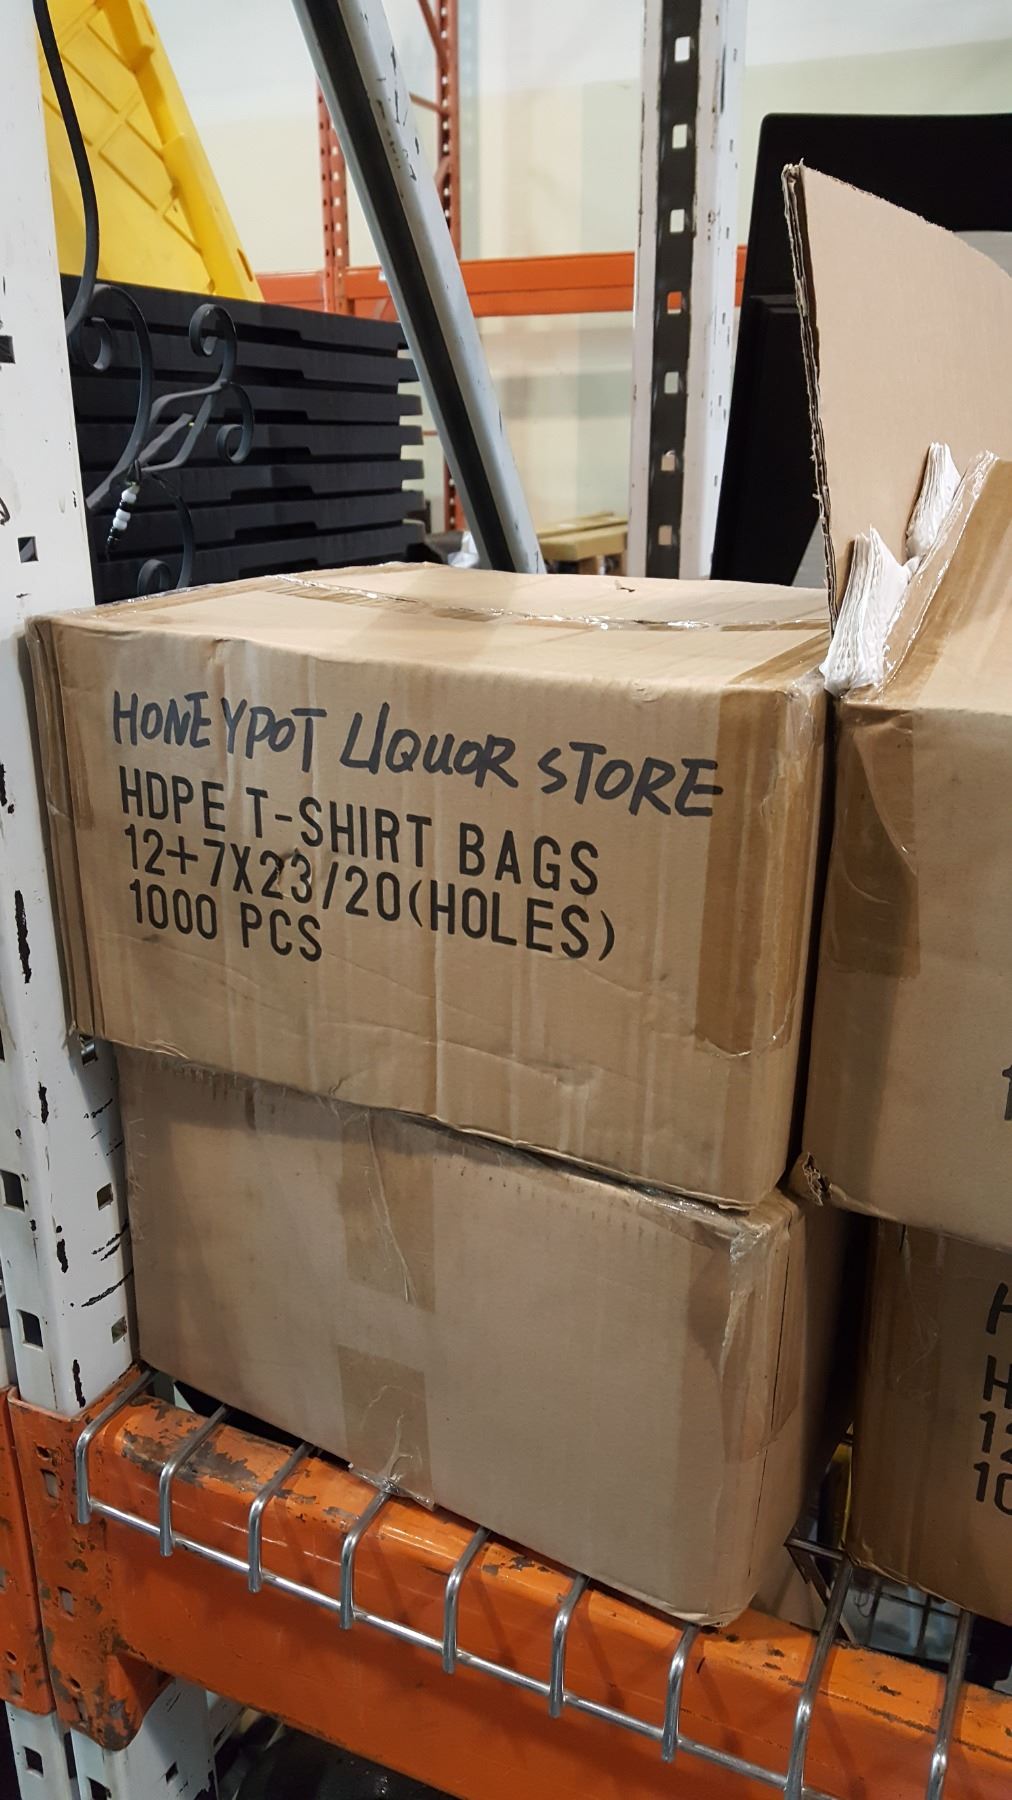 HONEYPOT LIQUOR STORE
HDPE T-SHIRT BAGS
12+7X23/20(HOLES)
1000 PCS